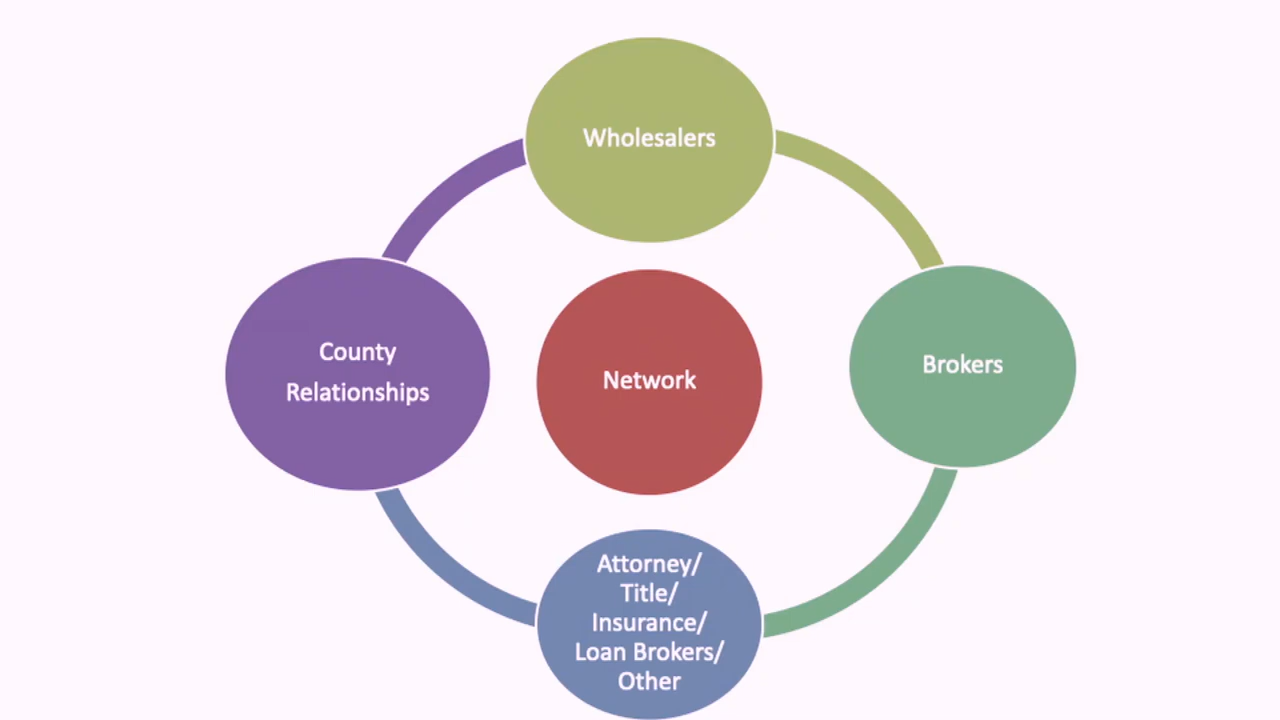 Wholesalers
County
Relationships
Network
Brokers
Attorney/
Title/
Insurance/
Loan Brokers/
Other